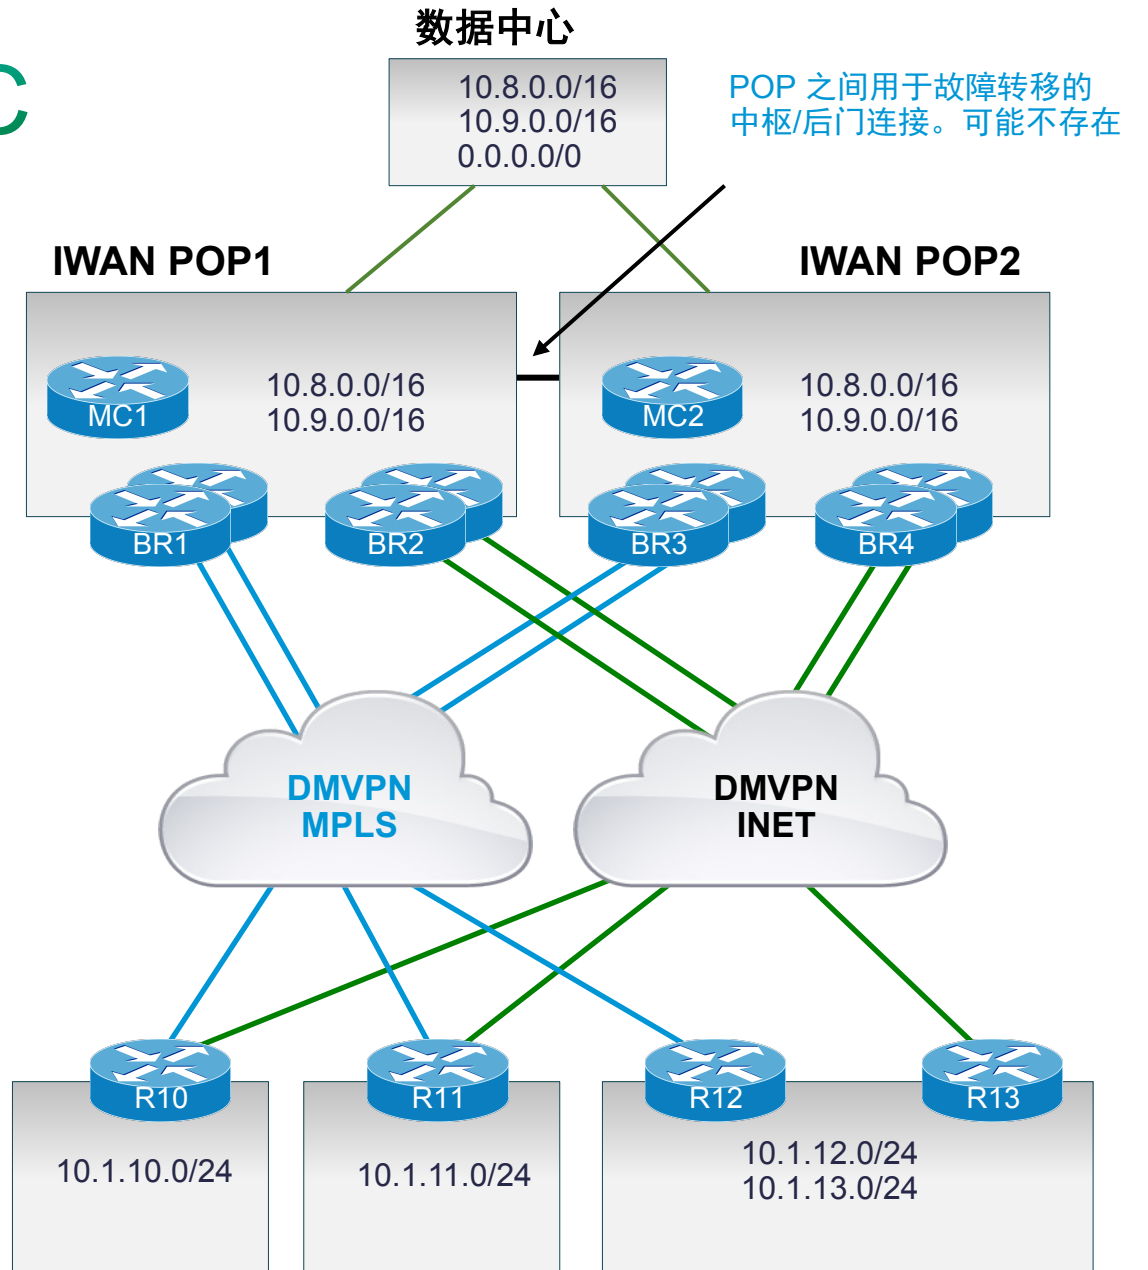 数据中心
C
10.8.0.0/16
10.9.0.0/16
0.0.0.0/0
POP 之间用于故障转移的
中枢/后门连接。可能不存在
IWAN POP1
IWAN POP2
MC1
10.8.0.0/16
10.9.0.0/16
MC2
10.8.0.0/16
10.9.0.0/16
BR1
BR2
BR3
BR4
DMVPN
MPLS
DMVPN
INET
R10
R11
R12
R13
10.1.10.0/24
10.1.11.0/24
10.1.12.0/24
10.1.13.0/24